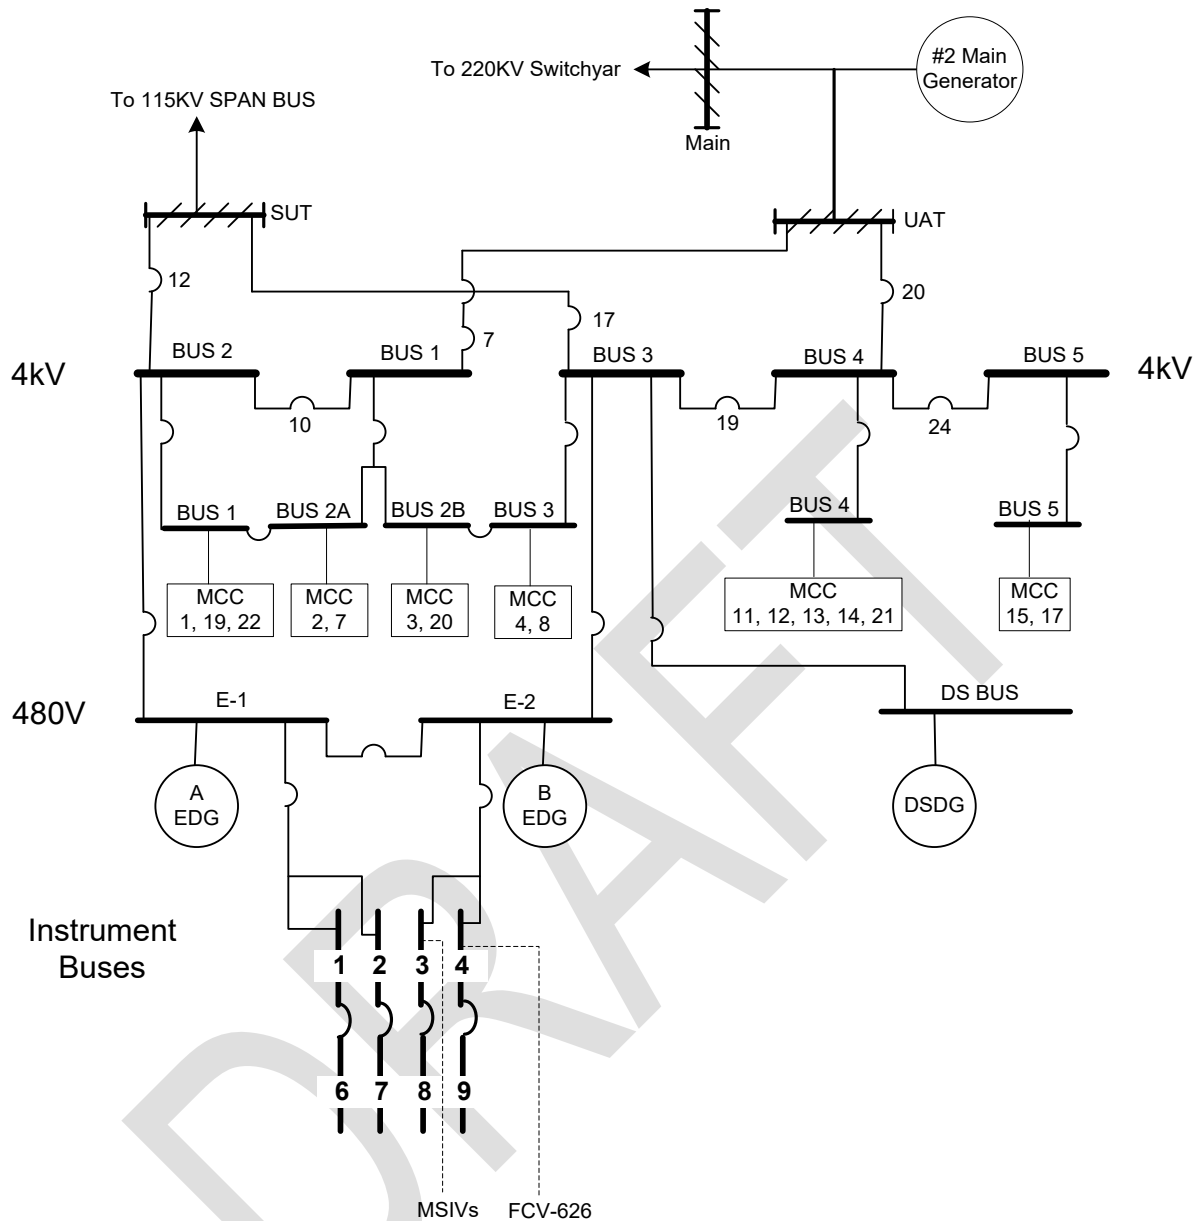 #2 Main
Generator
To 220KV Switchyar
To 115KV SPAN BUS
Main
SUT
UAT
12
20
17
7
BUS 2
BUS 1
BUS 3
BUS 4
BUS 5
4kV
4kV
10
19
24
BUS 1
BUS 2A
BUS 2B
BUS 3
BUS 4
BUS 5
MCC
1, 19, 22
MCC
2, 7
MCC
3, 20
MCC
4, 8
MCC
11, 12, 13, 14, 21
MCC
15, 17
480V
E-1
E-2
DS BUS
A
EDG
B
EDG
DSDG
Instrument
Buses
1
2
3
4
6
7
8
9
MSIVs
FCV-626
DRAFT